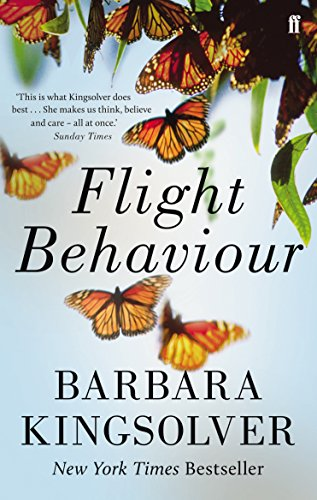 ff
‘This is what Kingsolver does
best . . . She makes us think, believe
and care – all at once.’
Sunday Times
Flight
Behaviour
BARBARA
KINGSOLVER
New York Times Bestseller